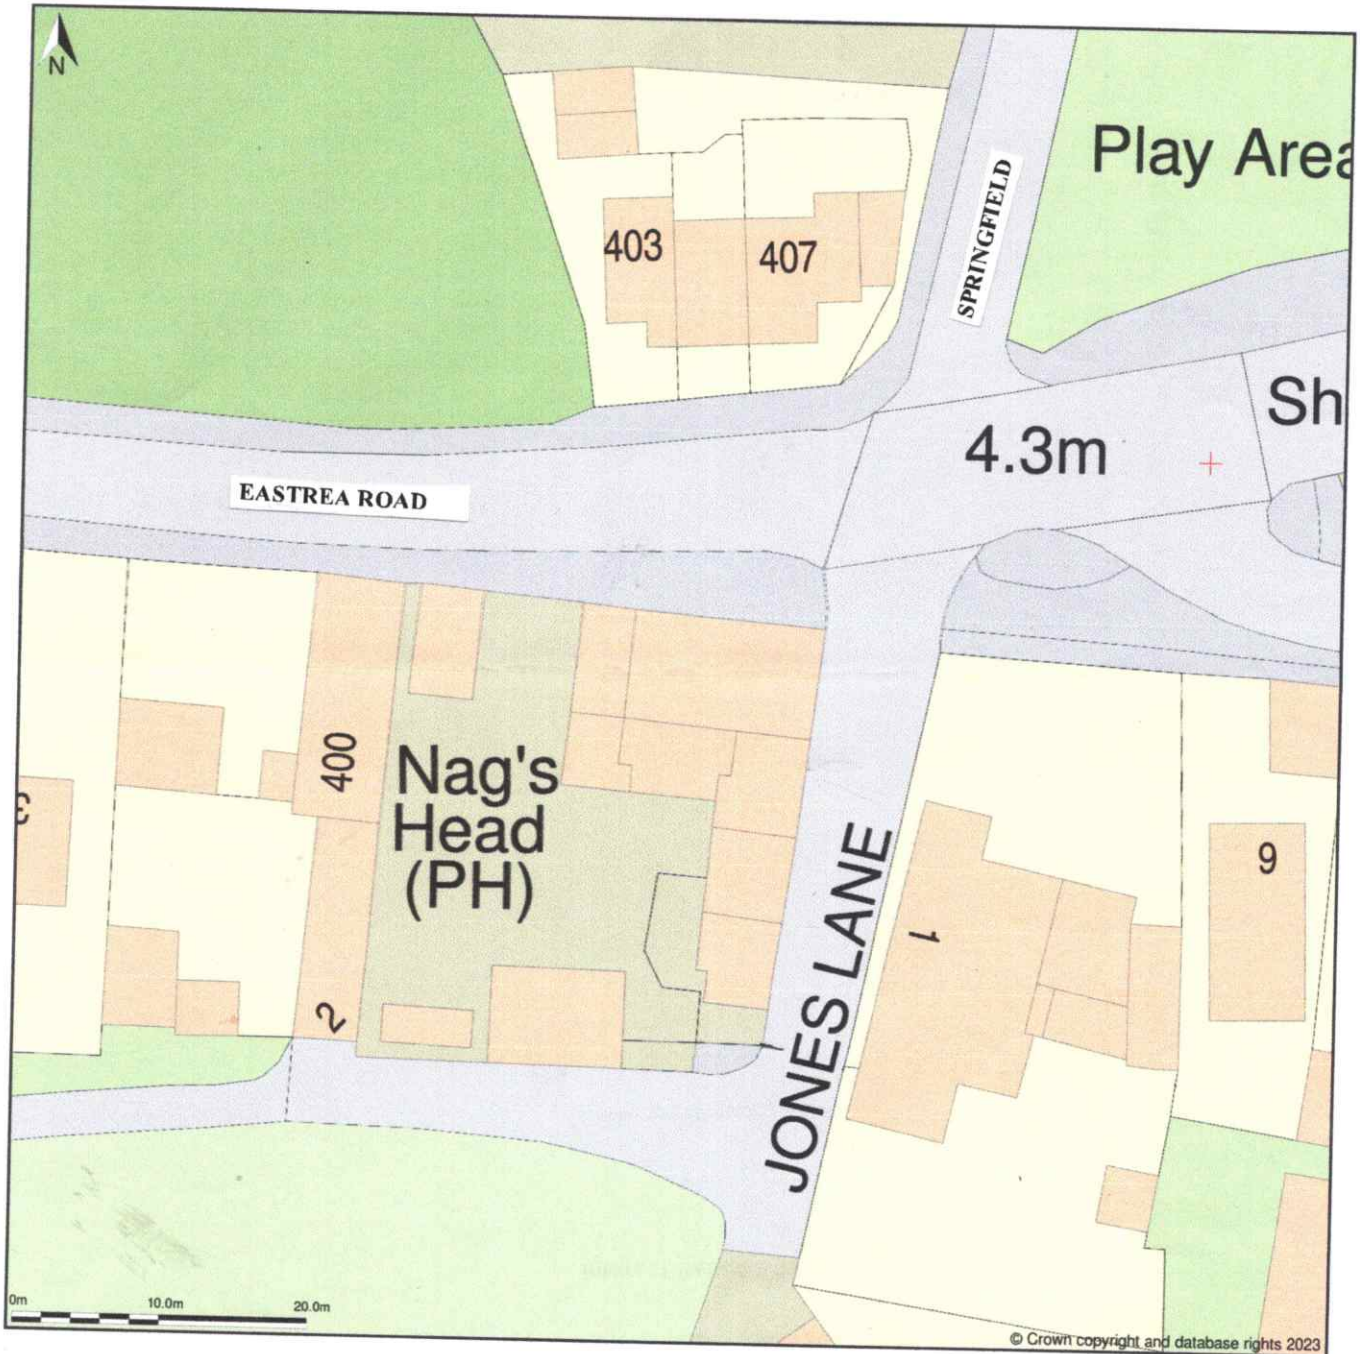 N
Play Area
SPRINGFIELD
403
407
Sh
4.3m
EASTREA ROAD
400
Nag's
Head
(PH)
3
9
1
2
JONES LANE
0m 10.0m 20.0m
© Crown copyright and database rights 2023